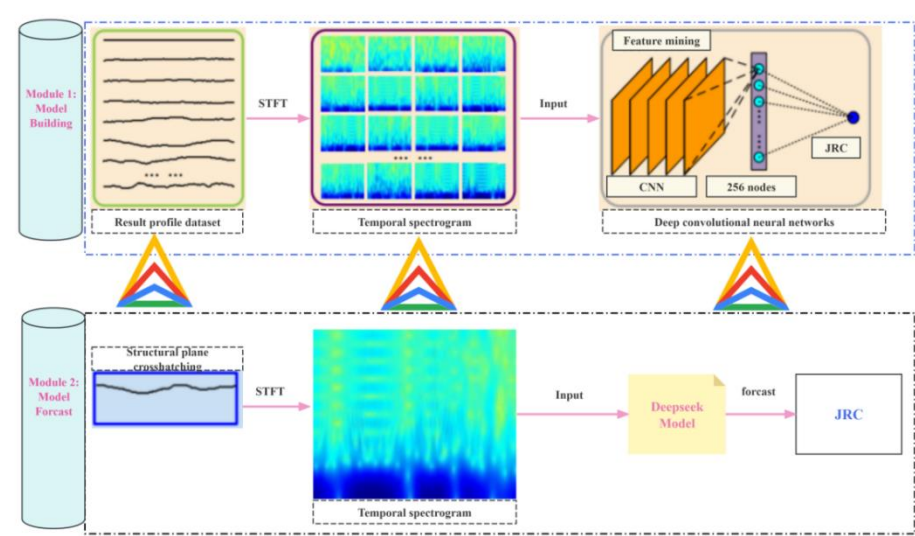 Module 1:
Model
Building
STFT
Input
Feature mining
CNN
256 nodes
JRC
Result profile dataset
Temporal spectrogram
Deep convolutional neural networks
Module 2:
Model
Forcast
Structural plane
crosshatching
STFT
Temporal spectrogram
Input
Deepseek
Model
forcast
JRC